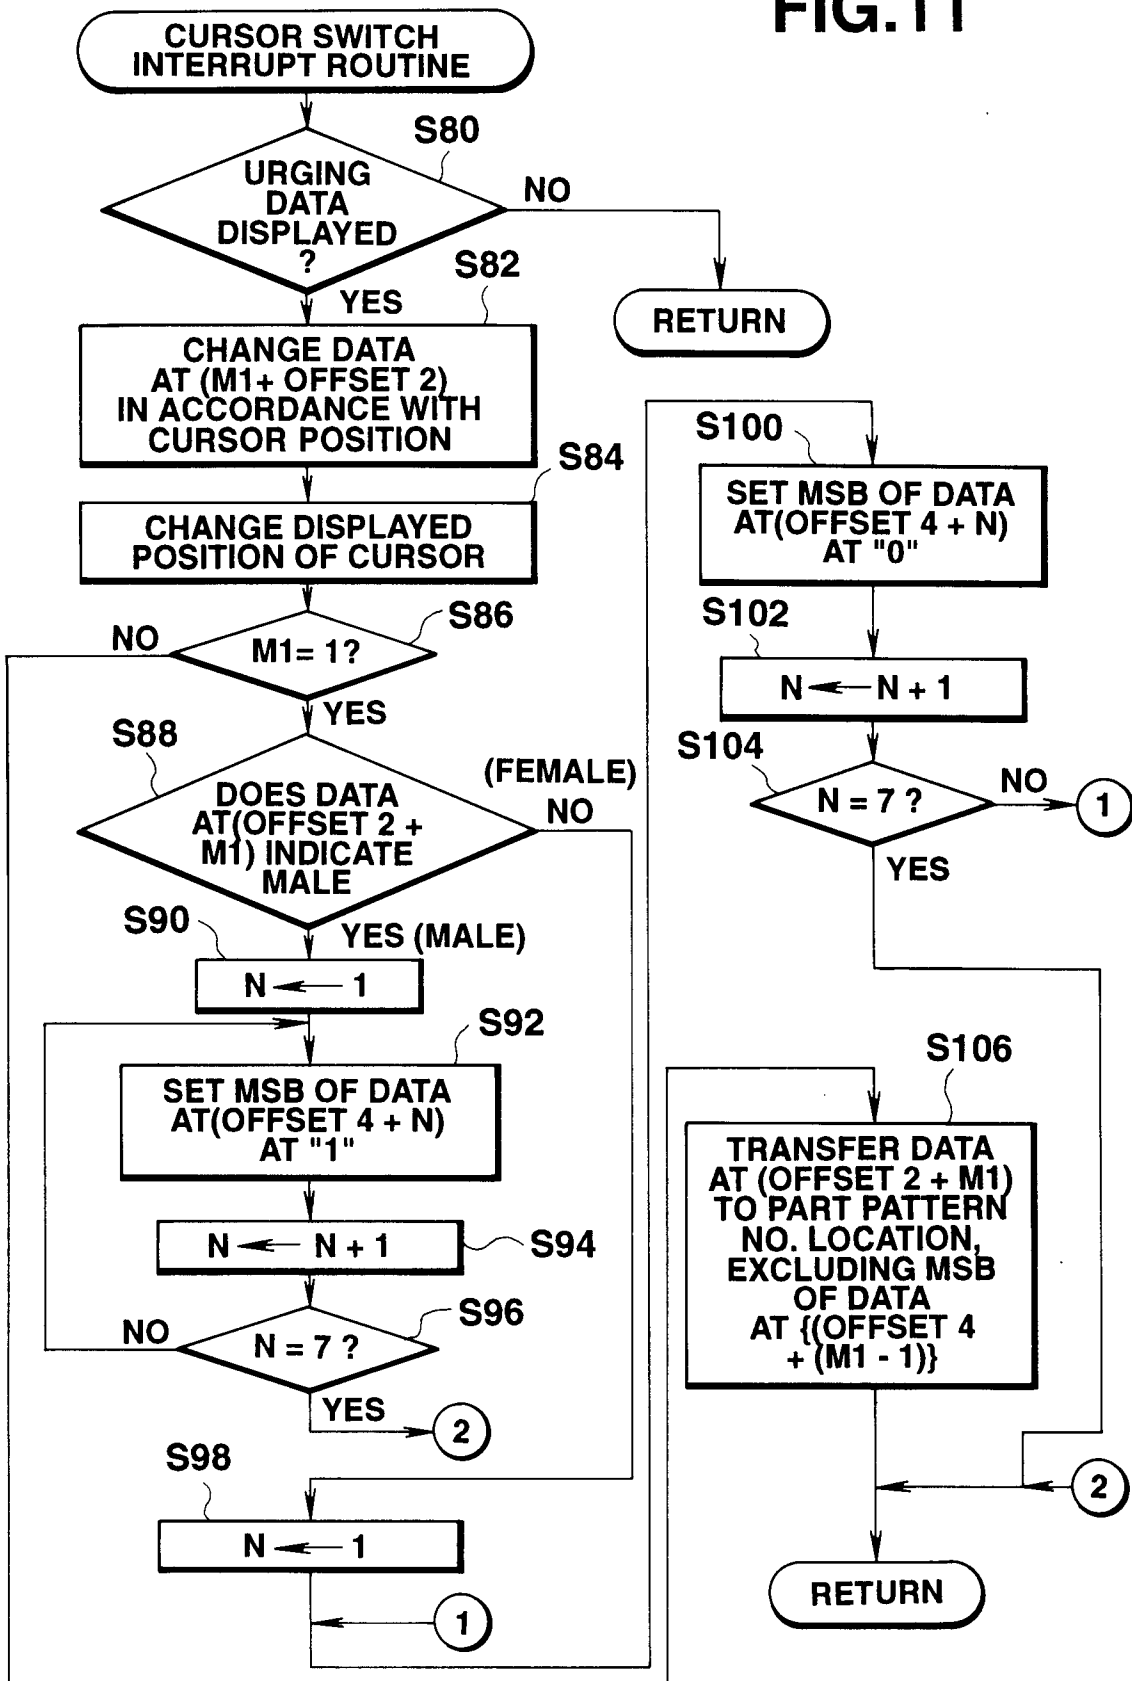 FIG.11
CURSOR SWITCH
INTERRUPT ROUTINE
S80
URGING
DATA
DISPLAYED
?
NO
RETURN
YES
S82
CHANGE DATA
AT (M1+ OFFSET 2)
IN ACCORDANCE WITH
CURSOR POSITION
S84
CHANGE DISPLAYED
POSITION OF CURSOR
S86
NO
M1= 1?
YES
S88
DOES DATA
AT(OFFSET 2 +
M1) INDICATE
MALE
(FEMALE)
NO
YES (MALE)
S90
N ← 1
S92
SET MSB OF DATA
AT(OFFSET 4 + N)
AT "1"
N ← N + 1
S94
S96
NO
N = 7 ?
YES
2
S98
N ← 1
1
S100
SET MSB OF DATA
AT(OFFSET 4 + N)
AT "0"
S102
N ← N + 1
S104
N = 7 ?
NO
1
YES
S106
TRANSFER DATA
AT (OFFSET 2 + M1)
TO PART PATTERN
NO. LOCATION,
EXCLUDING MSB
OF DATA
AT {(OFFSET 4
+ (M1 - 1)}
2
RETURN